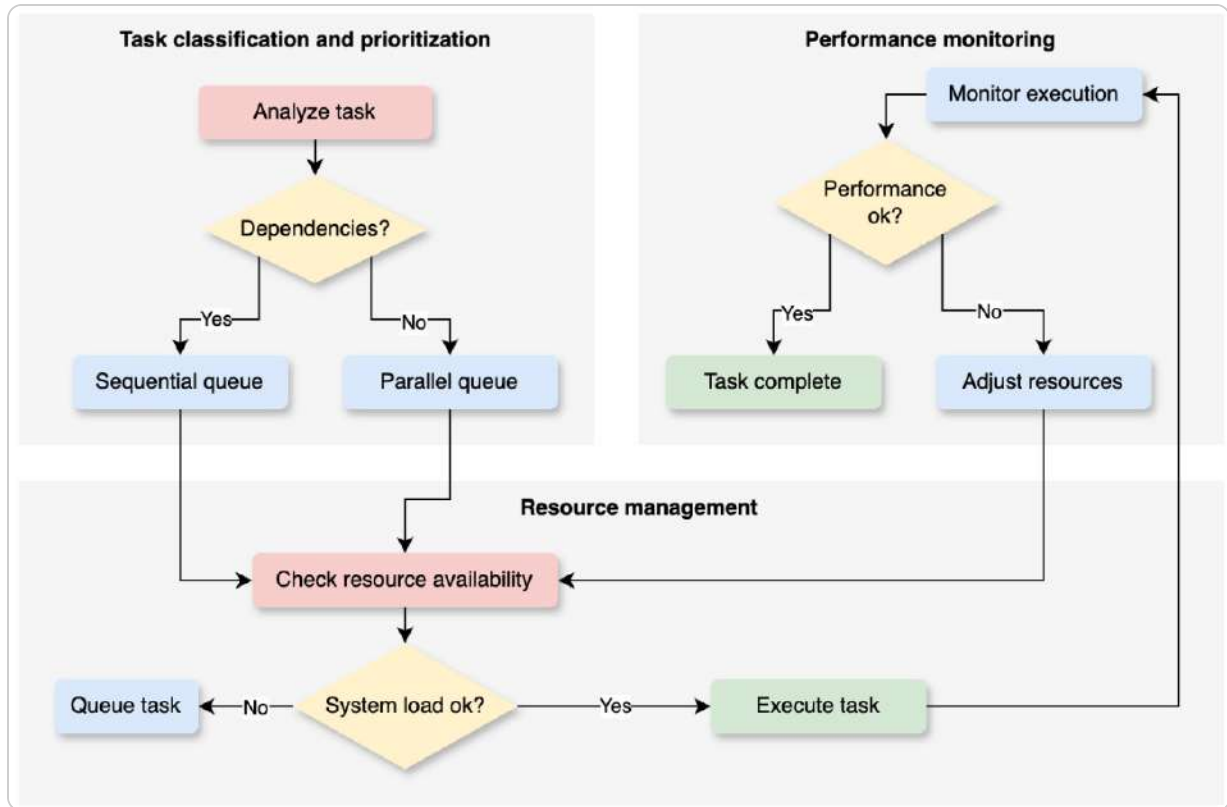 Task classification and prioritization
Analyze task
Dependencies?
Yes
No
Sequential queue
Parallel queue
Performance monitoring
Monitor execution
Performance
ok?
Yes
No
Task complete
Adjust resources
Resource management
Check resource availability
System load ok?
No
Queue task
Yes
Execute task